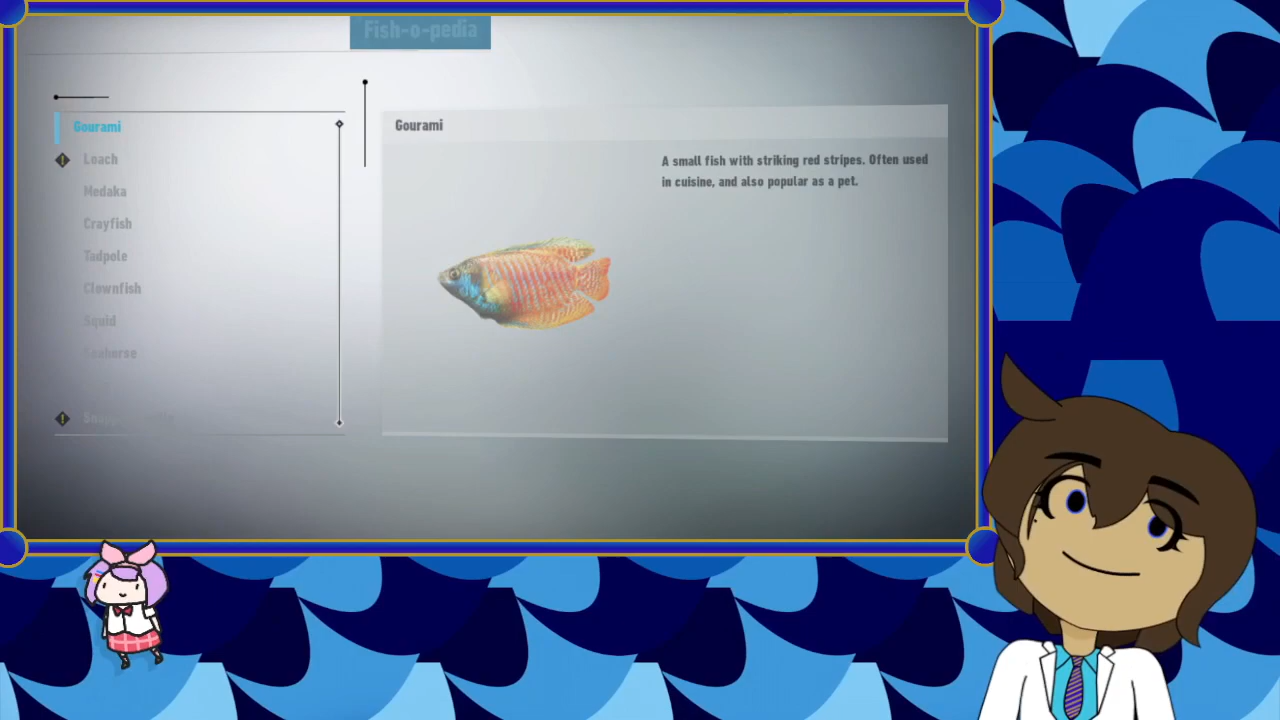 Fish-o-pedia
Gourami
Loach
Medaka
Crayfish
Tadpole
Clownfish
Squid
Seahorse
Gourami
A small fish with striking red stripes. Often used
in cuisine, and also popular as a pet.